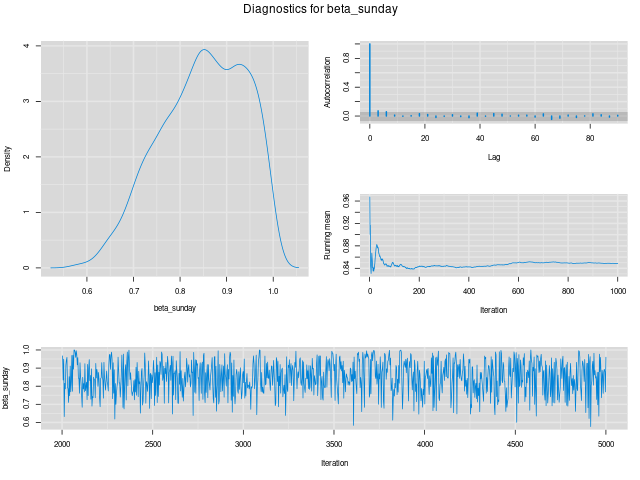 Diagnostics for beta_sunday
Density
0 1 2 3 4
0.6 0.7 0.8 0.9 1.0
beta_sunday
Autocorrelation
0.0 0.4 0.8
0 20 40 60 80
Lag
Running mean
0.84 0.88 0.92 0.96
0 200 400 600 800 1000
Iteration
beta_sunday
0.6 0.7 0.8 0.9 1.0
2000 2500 3000 3500 4000 4500 5000
Iteration